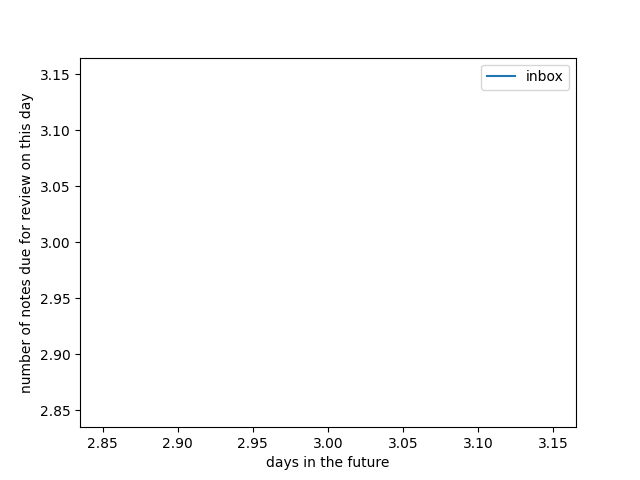 inbox
3.15
3.10
3.05
3.00
2.95
2.90
2.85
number of notes due for review on this day
2.85 2.90 2.95 3.00 3.05 3.10 3.15
days in the future